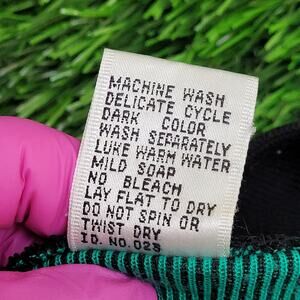 MACHINE WASH
DELICATE CYCLE
DARK COLOR
WASH SEPARATELY
LUKE WARM WATER
MILD SOAP
NO BLEACH
LAY FLAT TO DRY
DO NOT SPIN OR
TWIST DRY
ID. NO.028